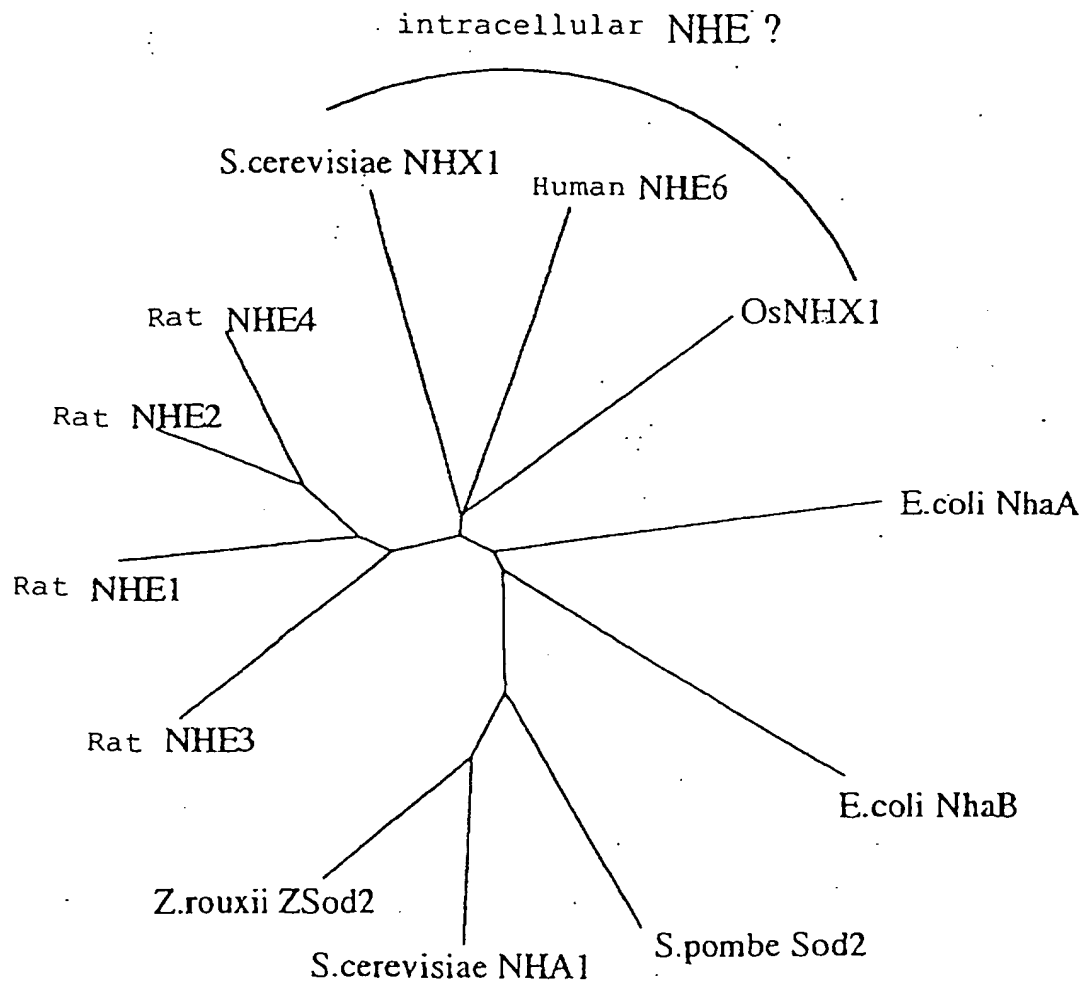 intracellular NHE ?
S.cerevisiae NHX1
Human NHE6
OsNHX1
Rat NHE4
Rat NHE2
E.coli NhaA
Rat NHE1
Rat NHE3
E.coli NhaB
Z.rouxii ZSod2
S.pombe Sod2
S.cerevisiae NHA1